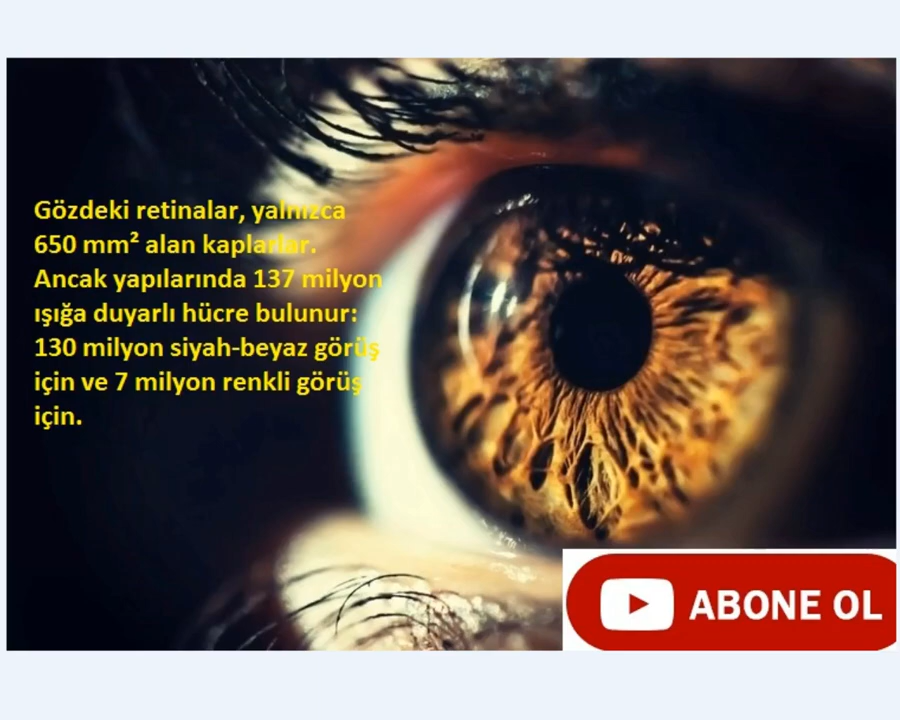 Gözdeki retinalar, yalnızca
650 mm² alan kaplarlar.
Ancak yapılarında 137 milyon
ışığa duyarlı hücre bulunur:
130 milyon siyah-beyaz görüş
için ve 7 milyon renkli görüş
için.
ABONE OL